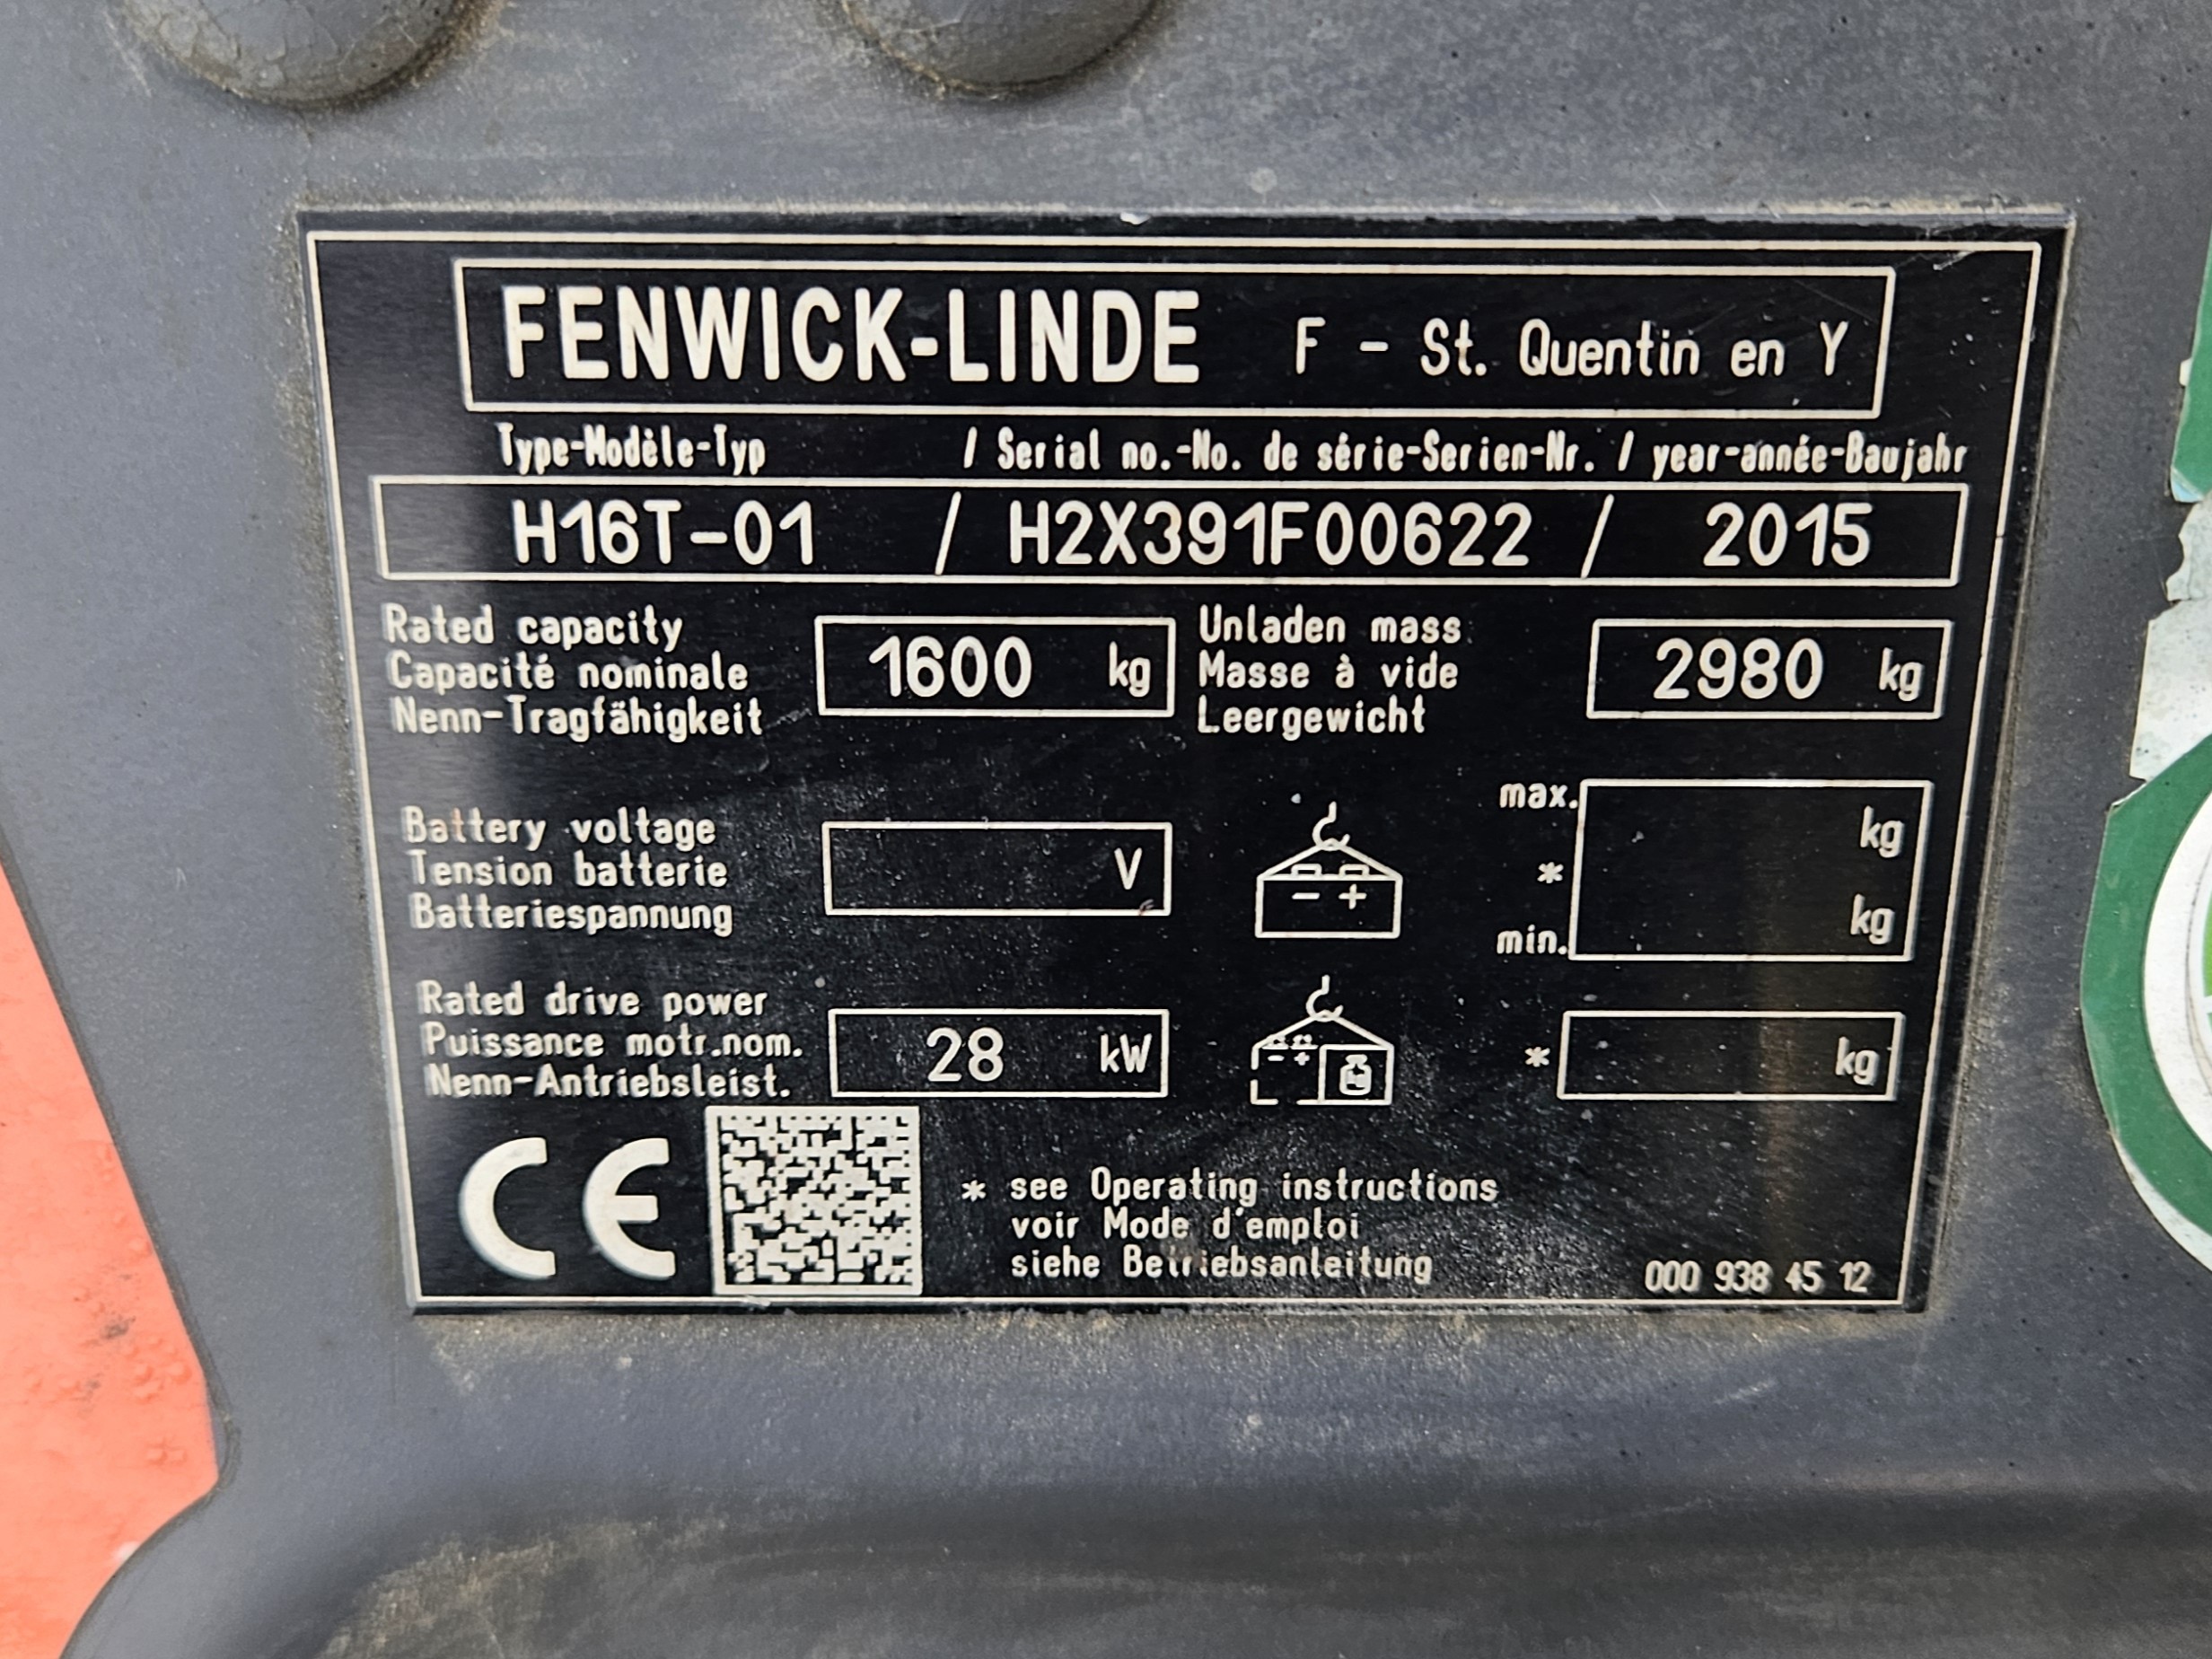 FENWICK-LINDE F - St. Quentin en Y
Type-Modèle-Typ / Serial no.-No. de série-Serien-Nr. / year-année-Baujahr
H16T-01 / H2X391F00622 / 2015
Rated capacity
Capacité nominale
Nenn-Tragfähigkeit
1600 kg
Unladen mass
Masse à vide
Leergewicht
2980 kg
Battery voltage
Tension batterie
Batteriespannung
V
- +
max. kg
*
min. kg
Rated drive power
Puissance motr.nom.
Nenn-Antriebsleist.
28 kW
- +
* kg
CE
* see Operating instructions
voir Mode d'emploi
siehe Betriebsanleitung
000 938 45 12